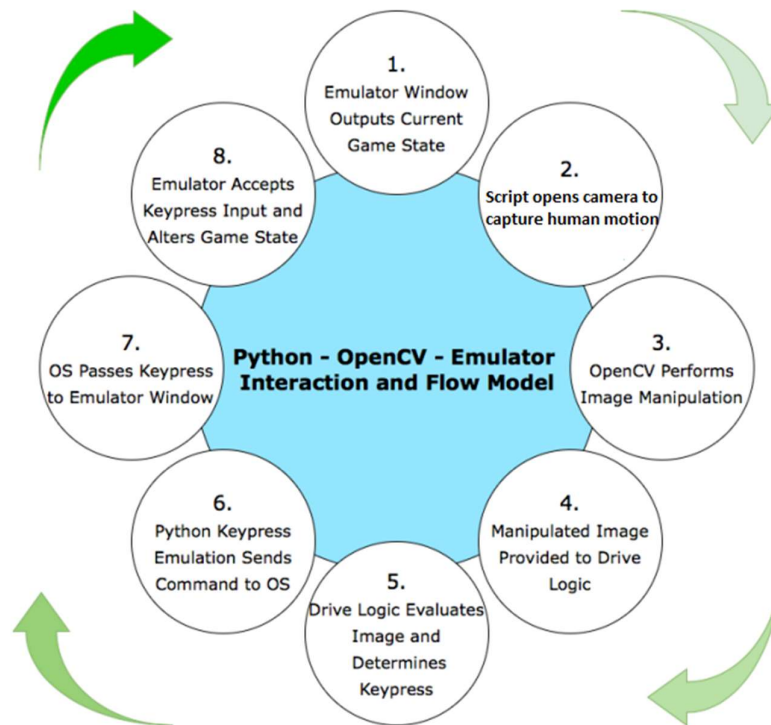 1.
Emulator Window
Outputs Current
Game State
2.
Script opens camera to
capture human motion
3.
OpenCV Performs
Image Manipulation
4.
Manipulated Image
Provided to Drive
Logic
5.
Drive Logic Evaluates
Image and
Determines
Keypress
6.
Python Keypress
Emulation Sends
Command to OS
7.
OS Passes Keypress
to Emulator Window
8.
Emulator Accepts
Keypress Input and
Alters Game State
Python - OpenCV - Emulator
Interaction and Flow Model